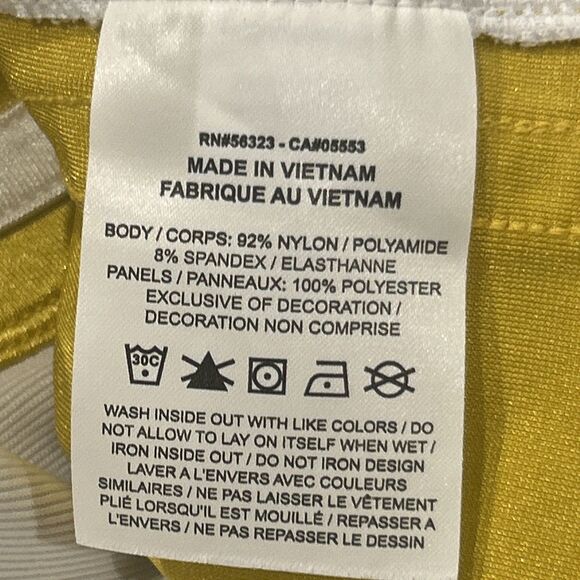 RN#56323 - CA#05553
MADE IN VIETNAM
FABRIQUE AU VIETNAM
BODY / CORPS: 92% NYLON / POLYAMIDE
8% SPANDEX / ELASTHANNE
PANELS / PANNEAUX: 100% POLYESTER
EXCLUSIVE OF DECORATION /
DECORATION NON COMPRISE
30C
WASH INSIDE OUT WITH LIKE COLORS / DO
NOT ALLOW TO LAY ON ITSELF WHEN WET /
IRON INSIDE OUT / DO NOT IRON DESIGN
LAVER A L'ENVERS AVEC COULEURS
SIMILAIRES / NE PAS LAISSER LE VÊTEMENT
PLIÉ LORSQU'IL EST MOUILLÉ / REPASSER A
L'ENVERS / NE PAS REPASSER LE DESSIN